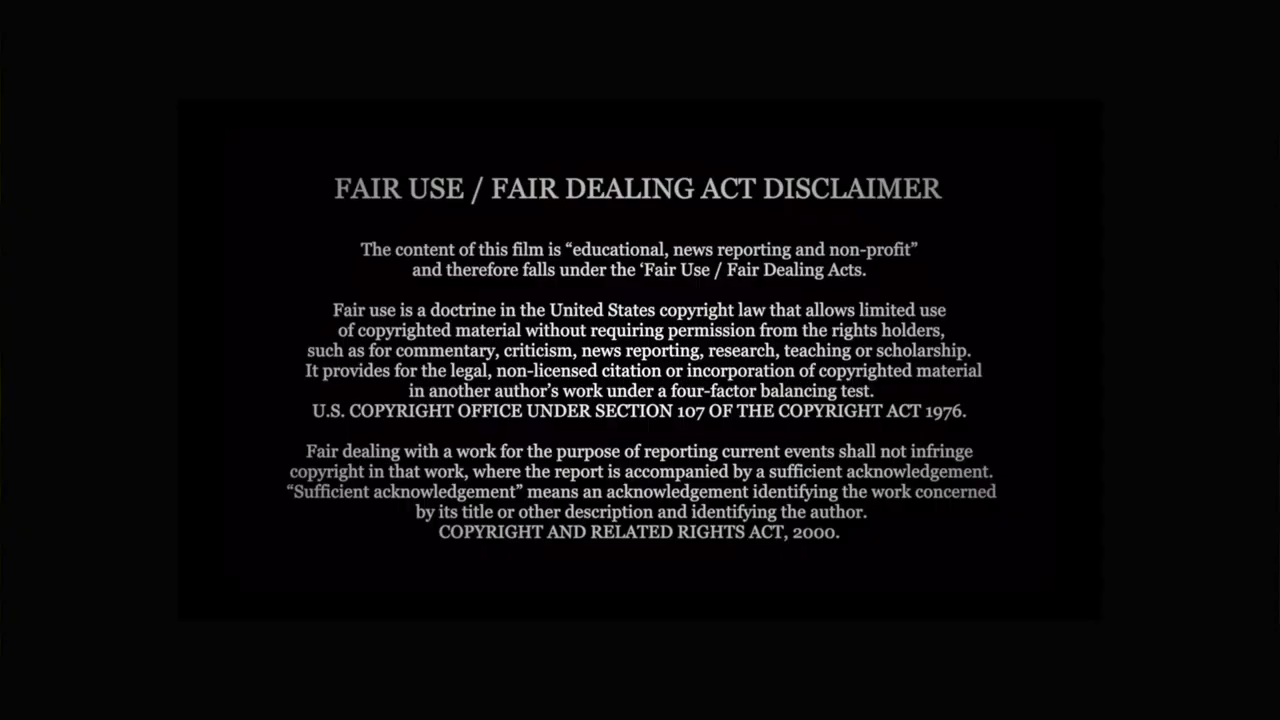 FAIR USE / FAIR DEALING ACT DISCLAIMER
The content of this film is “educational, news reporting and non-profit”
and therefore falls under the ‘Fair Use / Fair Dealing Acts.
Fair use is a doctrine in the United States copyright law that allows limited use
of copyrighted material without requiring permission from the rights holders,
such as for commentary, criticism, news reporting, research, teaching or scholarship.
It provides for the legal, non-licensed citation or incorporation of copyrighted material
in another author’s work under a four-factor balancing test.
U.S. COPYRIGHT OFFICE UNDER SECTION 107 OF THE COPYRIGHT ACT 1976.
Fair dealing with a work for the purpose of reporting current events shall not infringe
copyright in that work, where the report is accompanied by a sufficient acknowledgement.
“Sufficient acknowledgement” means an acknowledgement identifying the work concerned
by its title or other description and identifying the author.
COPYRIGHT AND RELATED RIGHTS ACT, 2000.